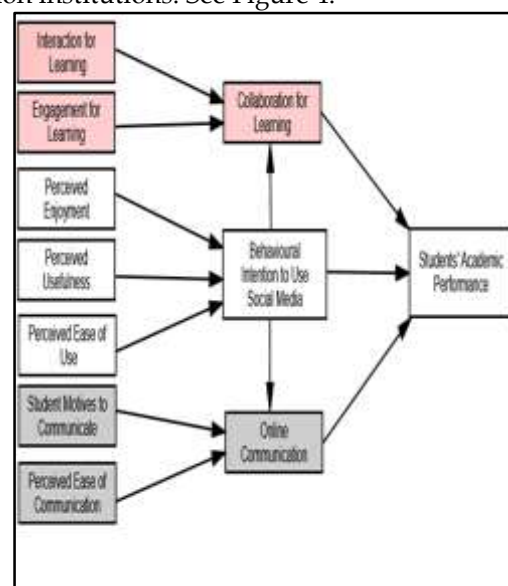 ion institutions. See Figure 1.
Interaction for
Learning
Engagement for
Learning
Perceived
Enjoyment
Perceived
Usefulness
Perceived Ease of
Use
Student Motives to
Communicate
Perceived Ease of
Communication
Collaboration for
Learning
Behavioural
Intention to Use
Social Media
Online
Communication
Students' Academic
Performance